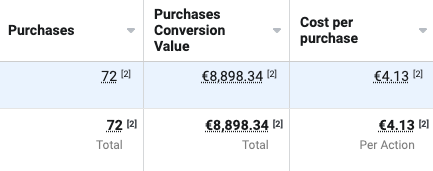 Purchases
Purchases Conversion Value
Cost per purchase
72 [2]
€8,898.34 [2]
€4.13 [2]
72 [2]
€8,898.34 [2]
€4.13 [2]
Total
Total
Per Action